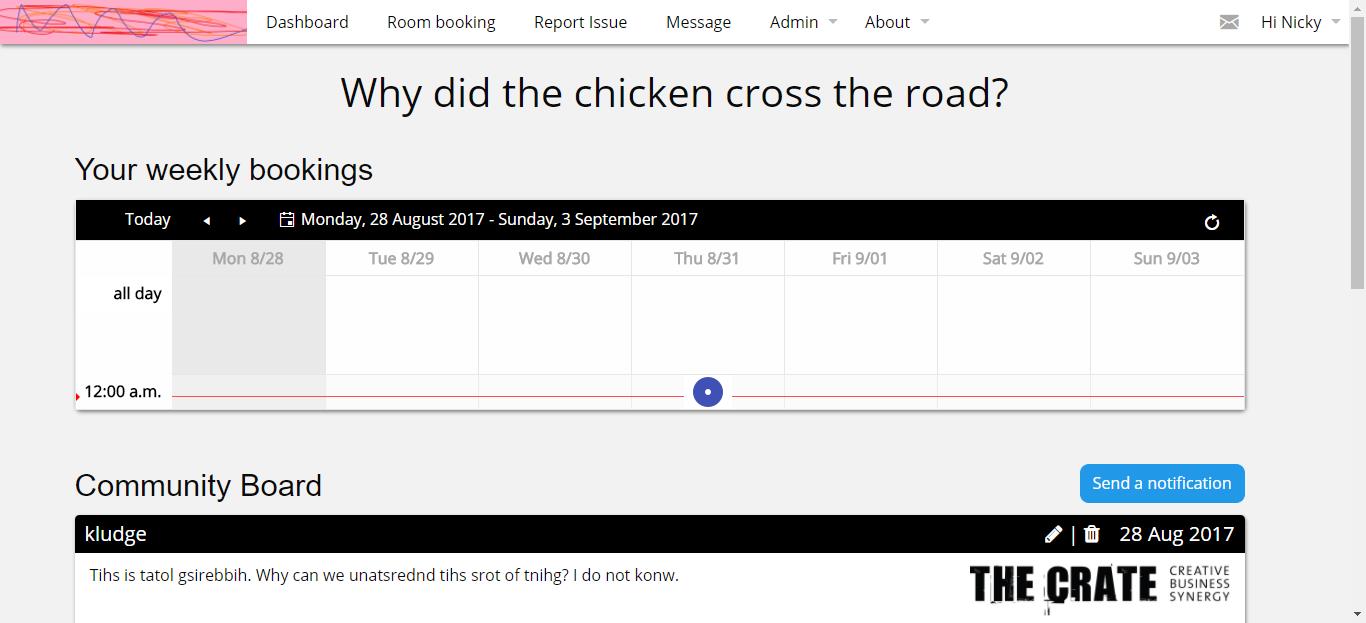 Dashboard Room booking Report Issue Message Admin About Hi Nicky
Why did the chicken cross the road?
Your weekly bookings
Today Monday, 28 August 2017 - Sunday, 3 September 2017
Mon 8/28 Tue 8/29 Wed 8/30 Thu 8/31 Fri 9/01 Sat 9/02 Sun 9/03
all day
12:00 a.m.
Community Board
Send a notification
kludge | 28 Aug 2017
Tihs is tatol gsirebbih. Why can we unatsrednd tihs srot of tnihg? I do not konw.
THE CRATE
CREATIVE
BUSINESS
SYNERGY